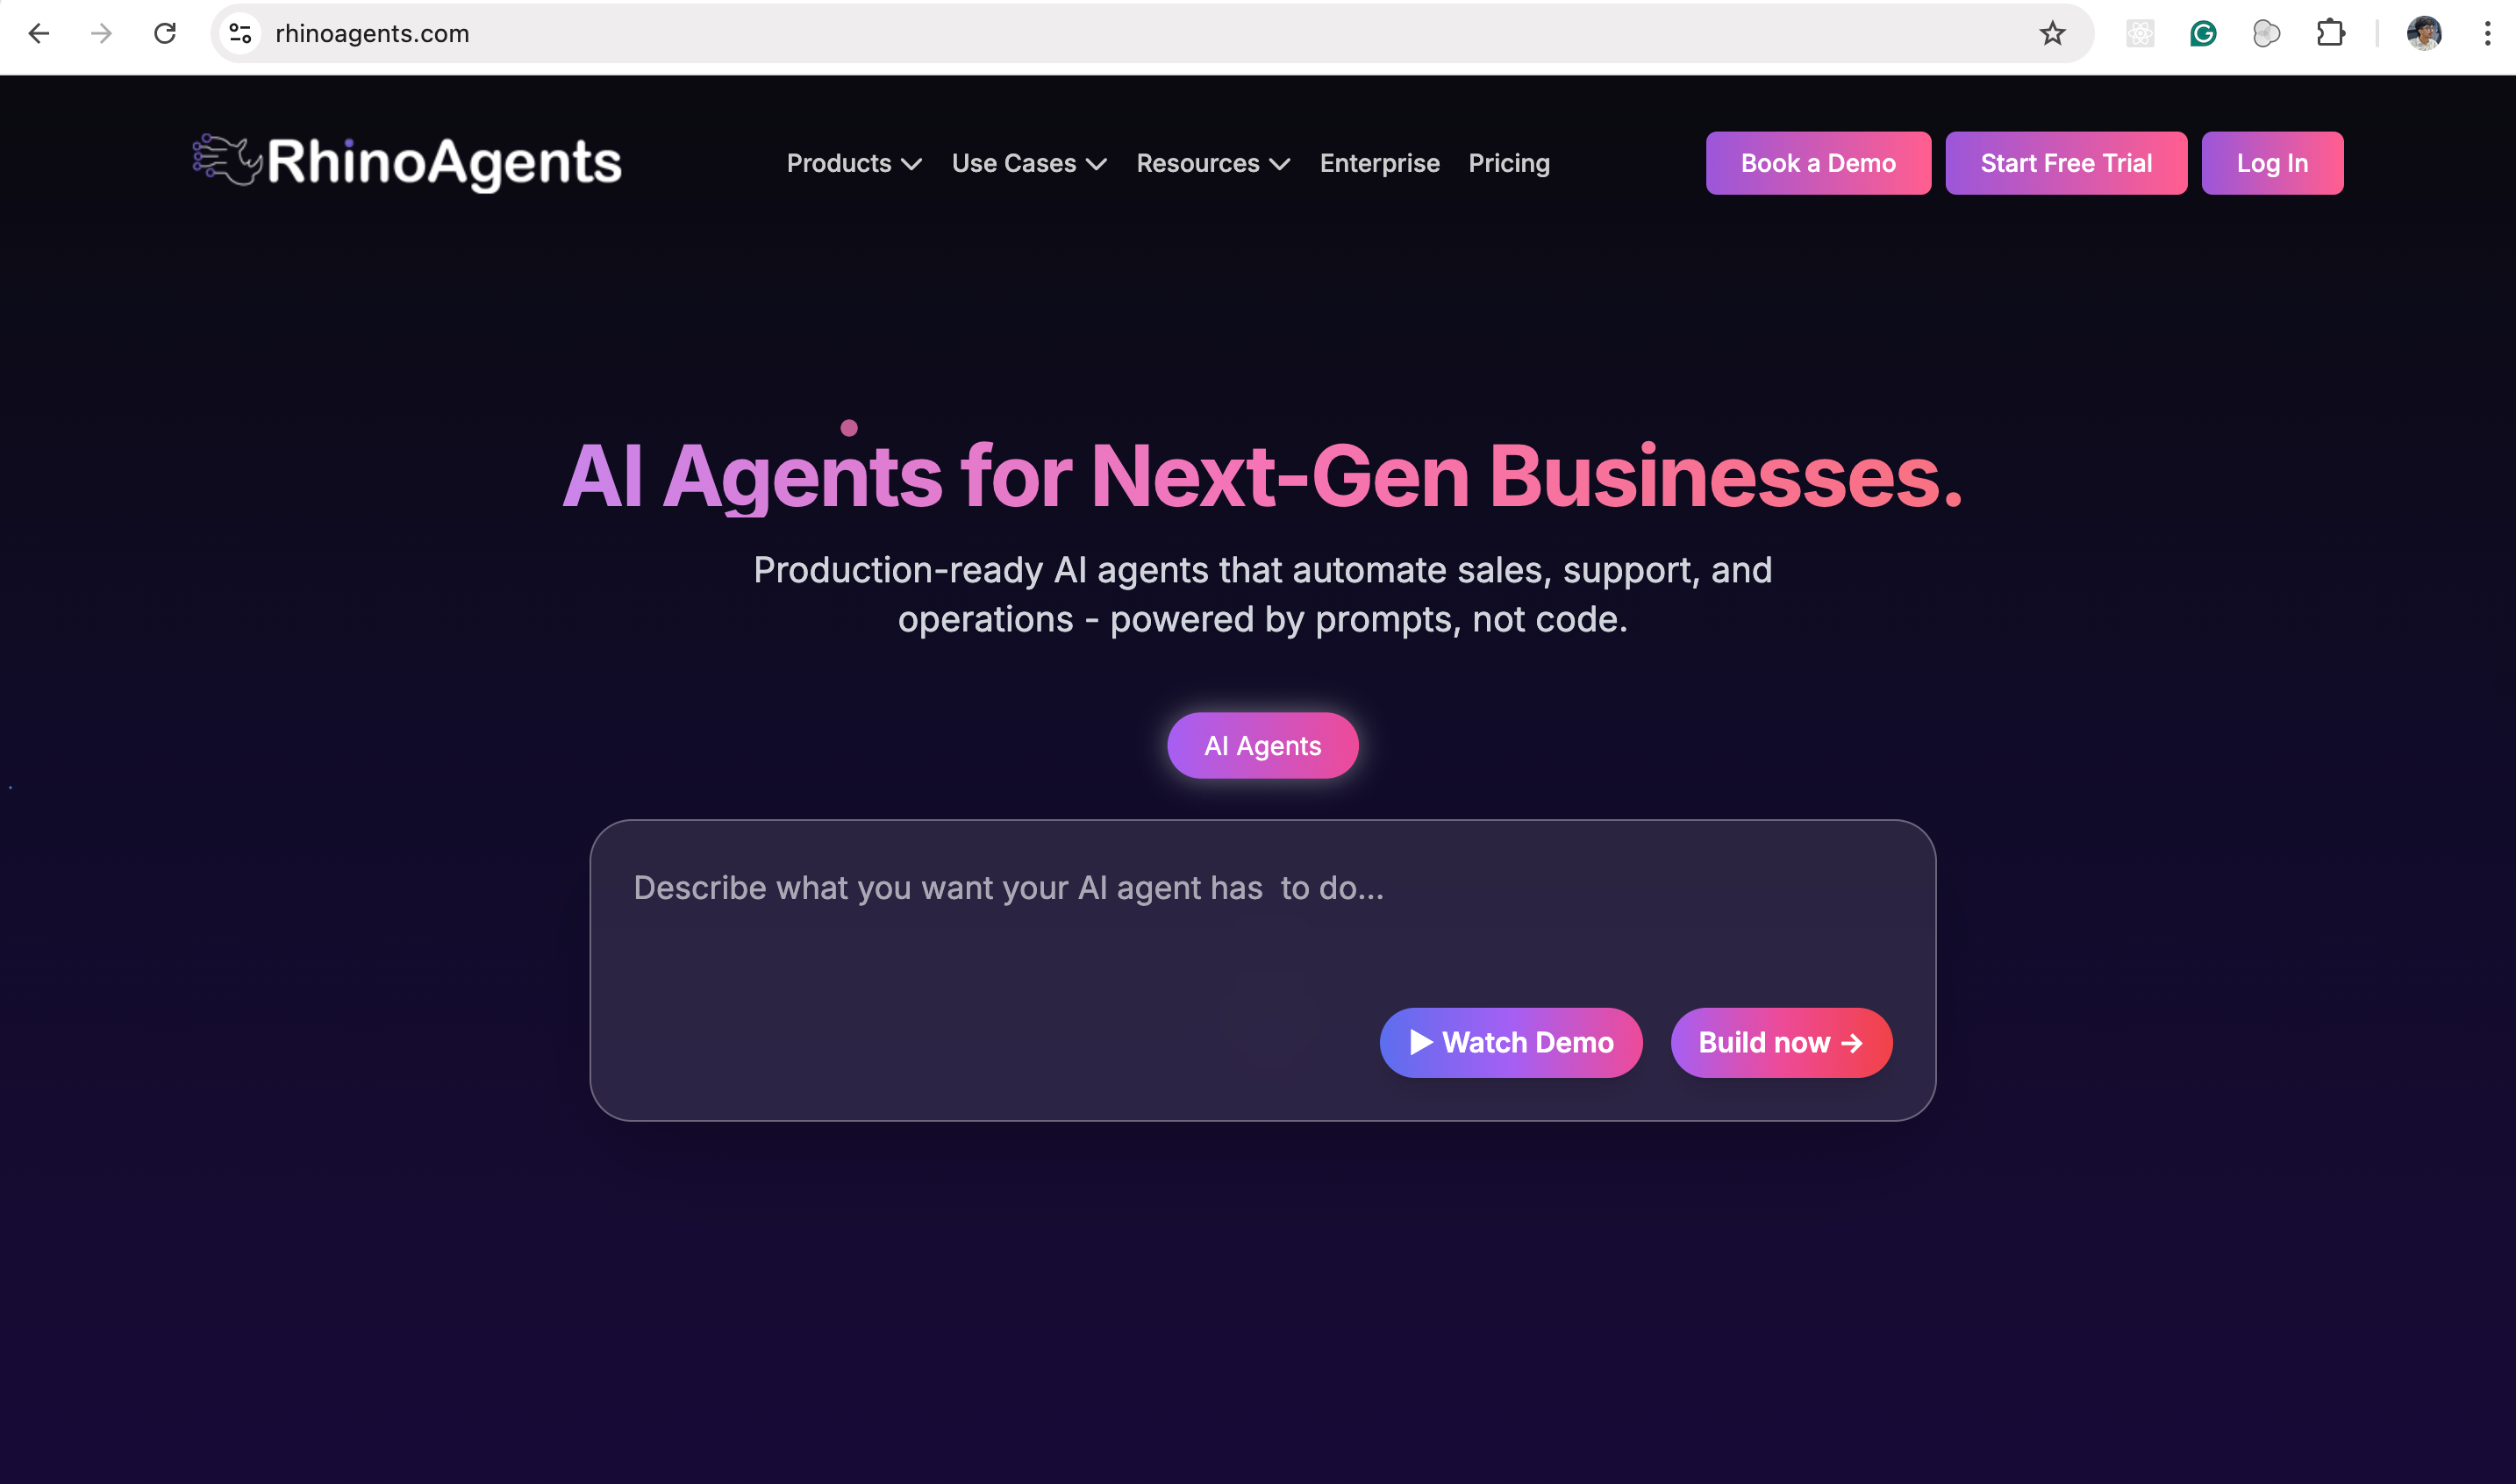 rhinoagents.com
RhinoAgents
Products
Use Cases
Resources
Enterprise
Pricing
Book a Demo
Start Free Trial
Log In
AI Agents for Next-Gen Businesses.
Production-ready AI agents that automate sales, support, and
operations - powered by prompts, not code.
AI Agents
Describe what you want your AI agent has  to do...
Watch Demo
Build now →